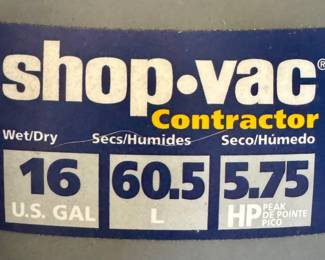 shop·vac®
Contractor
Wet/Dry Secs/Humides Seco/Húmedo
16 60.5 5.75
U.S. GAL L HP PEAK
DE POINTE
PICO